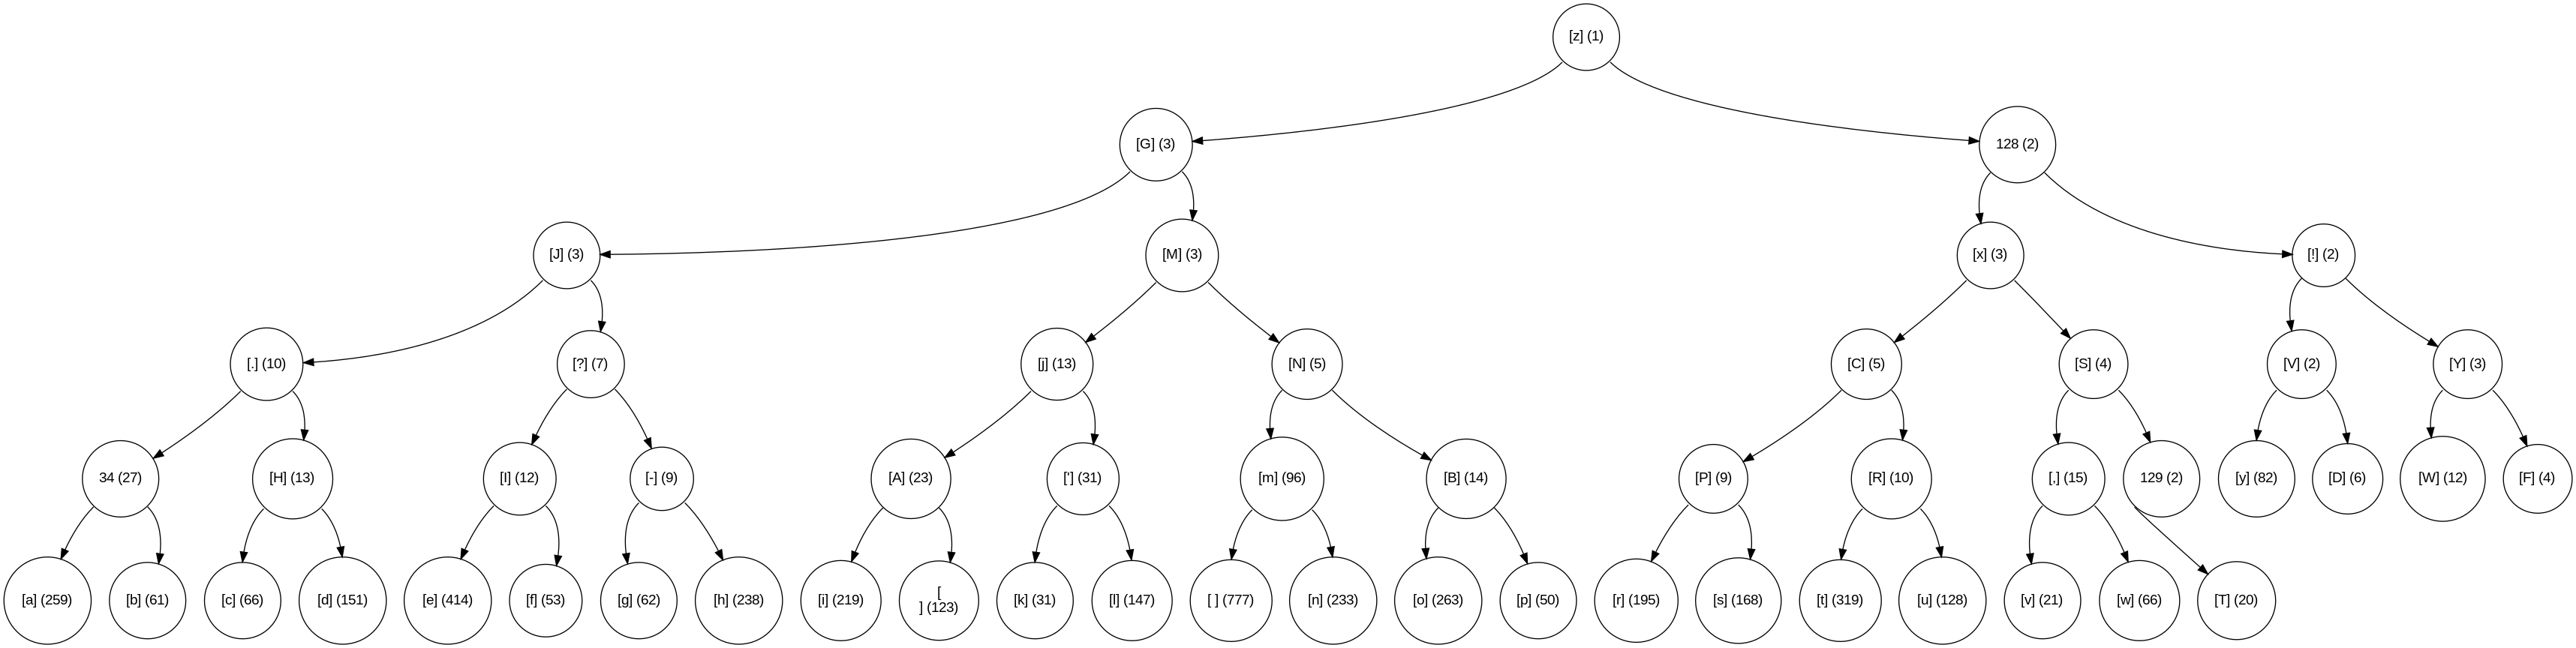 [z] (1)
[G] (3)
128 (2)
[J] (3)
[M] (3)
[x] (3)
[!] (2)
[.] (10)
[?] (7)
[j] (13)
[N] (5)
[C] (5)
[S] (4)
[V] (2)
[Y] (3)
34 (27)
[H] (13)
[I] (12)
[-] (9)
[A] (23)
['] (31)
[m] (96)
[B] (14)
[P] (9)
[R] (10)
[,] (15)
129 (2)
[y] (82)
[D] (6)
[W] (12)
[F] (4)
[a] (259)
[b] (61)
[c] (66)
[d] (151)
[e] (414)
[f] (53)
[g] (62)
[h] (238)
[i] (219)
[
] (123)
[k] (31)
[l] (147)
[ ] (777)
[n] (233)
[o] (263)
[p] (50)
[r] (195)
[s] (168)
[t] (319)
[u] (128)
[v] (21)
[w] (66)
[T] (20)